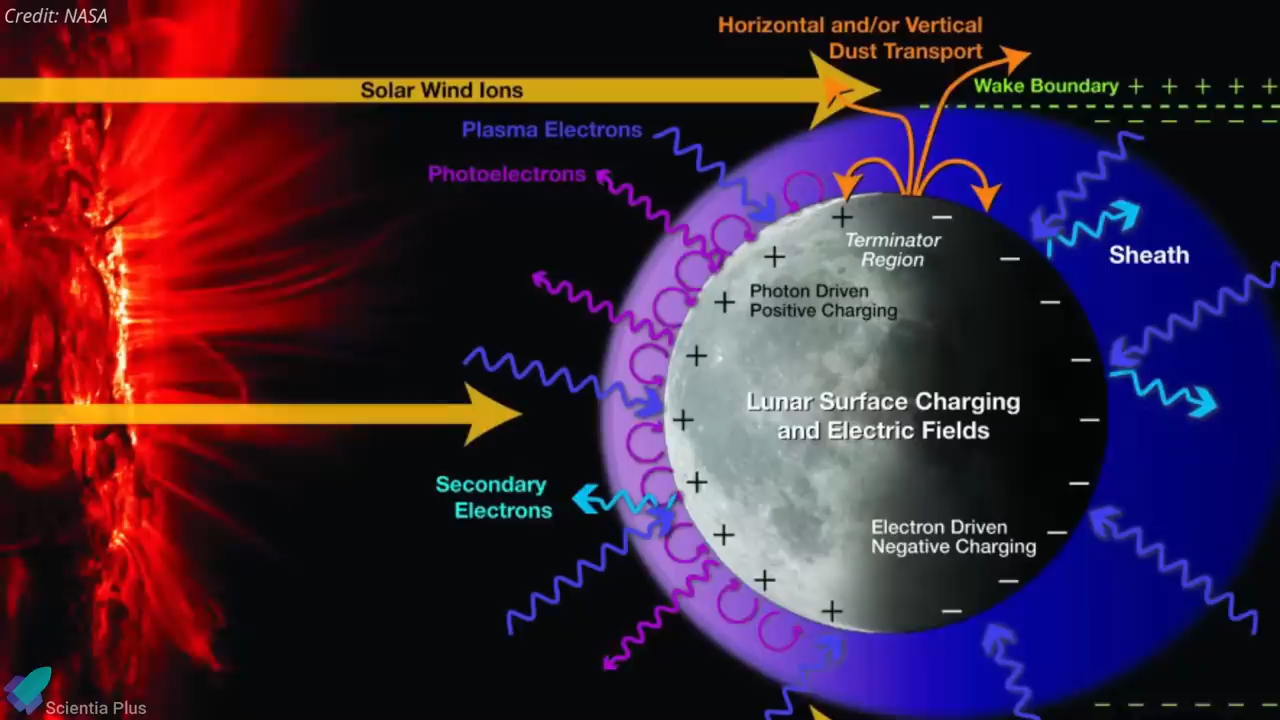 Credit: NASA
Horizontal and/or Vertical
Dust Transport
Solar Wind Ions
Wake Boundary + + + + +
Plasma Electrons
Photoelectrons
Terminator
Region
Sheath
Photon Driven
Positive Charging
Lunar Surface Charging
and Electric Fields
Secondary
Electrons
Electron Driven
Negative Charging
Scientia Plus